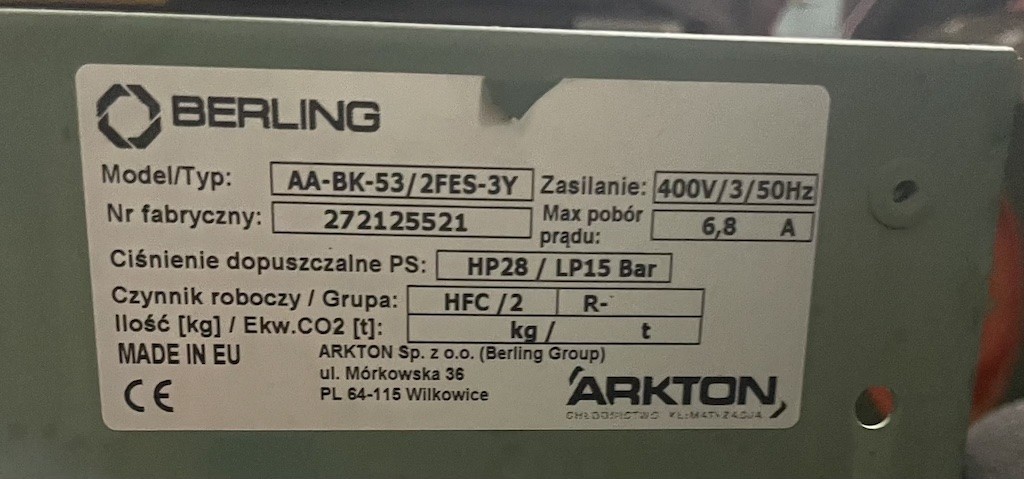 BERLING
Model/Typ: AA-BK-53/2FES-3Y Zasilanie: 400V/3/50Hz
Nr fabryczny: 272125521 Max pobór prądu: 6,8 A
Ciśnienie dopuszczalne PS: HP28 / LP15 Bar
Czynnik roboczy / Grupa: HFC /2 R-
Ilość [kg] / Ekw.CO2 [t]: kg / t
MADE IN EU ARKTON Sp. z o.o. (Berling Group)
ul. Mórkowska 36
PL 64-115 Wilkowice
CE
ARKTON
CHŁODNICTWO KLIMATYZACJA